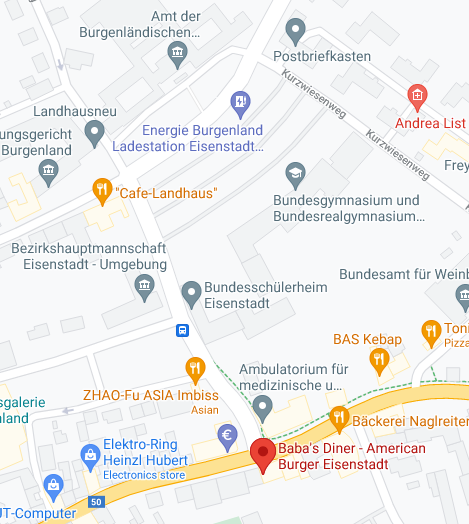 Amt der
Burgenländischen...
Postbriefkasten
Kurzwiesenweg
Landhausneu
Andrea List
Energie Burgenland
Ladestation Eisenstadt...
ungsgericht
Burgenland
Kurzwiesenweg
Frey
"Cafe-Landhaus"
Bundesgymnasium und
Bundesrealgymnasium...
Bezirkshauptmannschaft
Eisenstadt - Umgebung
Bundesamt für Weinb
Bundesschülerheim
Eisenstadt
Toni
Pizza
BAS Kebap
Ambulatorium für
medizinische u...
ZHAO-Fu ASIA Imbiss
Asian
sgalerie
nland
Bäckerei Naglreiter
€
Elektro-Ring
Heinzl Hubert
Electronics store
Baba's Diner - American
Burger Eisenstadt
50
UT-Computer